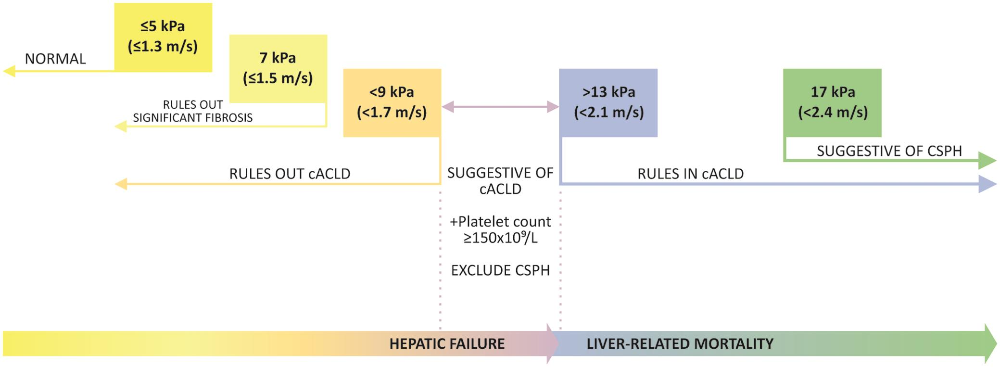 ≤5 kPa
(≤1.3 m/s)
NORMAL
7 kPa
(≤1.5 m/s)
RULES OUT
SIGNIFICANT FIBROSIS
<9 kPa
(<1.7 m/s)
RULES OUT cACLD
SUGGESTIVE OF
cACLD
+Platelet count
≥150x10⁹/L
EXCLUDE CSPH
>13 kPa
(<2.1 m/s)
RULES IN cACLD
17 kPa
(<2.4 m/s)
SUGGESTIVE OF CSPH
HEPATIC FAILURE
LIVER-RELATED MORTALITY